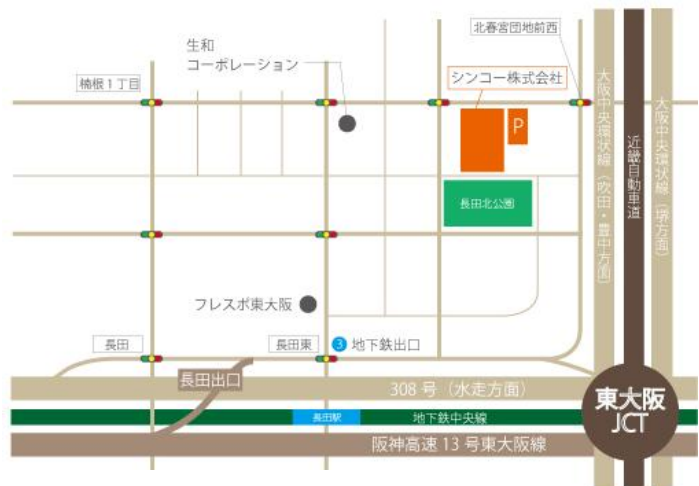 北春宮団地前西
生和
コーポレーション
シンコー株式会社
楠根1丁目
P
大阪中央環状線（吹田・豊中方面）
近畿自動車道
大阪中央環状線（堺方面）
長田北公園
フレスポ東大阪
長田
長田東
3 地下鉄出口
長田出口
308号（水走方面）
東大阪
JCT
長田駅
地下鉄中央線
阪神高速13号東大阪線